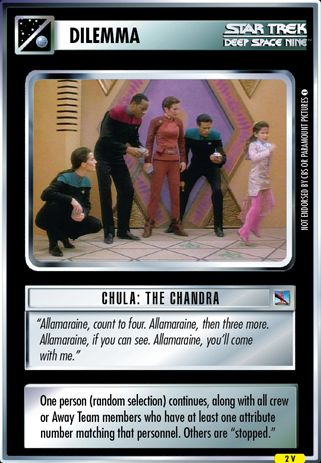 DILEMMA
STAR TREK
DEEP SPACE NINE
NOT ENDORSED BY CBS OR PARAMOUNT PICTURES
CHULA: THE CHANDRA
“Allamaraine, count to four. Allamaraine, then three more.
Allamaraine, if you can see. Allamaraine, you’ll come
with me.”
One person (random selection) continues, along with all crew
or Away Team members who have at least one attribute
number matching that personnel. Others are “stopped.”
2 V